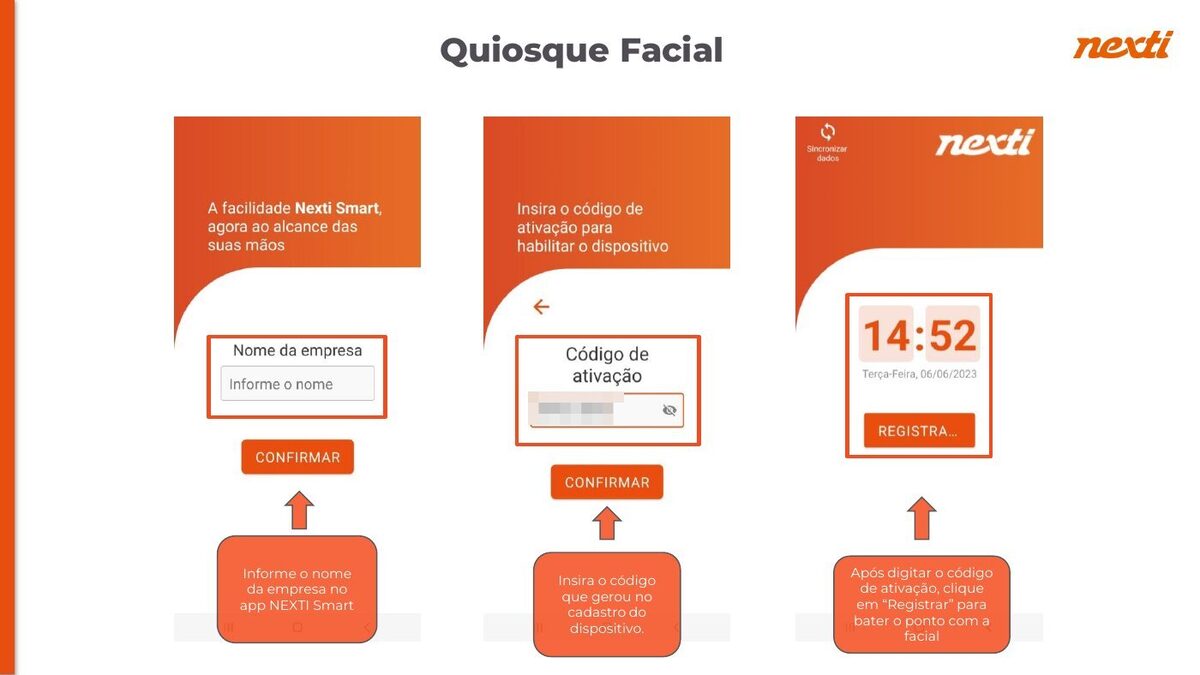 Quiosque Facial
nexti
A facilidade Nexti Smart,
agora ao alcance das
suas mãos
Nome da empresa
Informe o nome
CONFIRMAR
Informe o nome
da empresa no
app NEXTI Smart
Insira o código de
ativação para
habilitar o dispositivo
Código de
ativação
CONFIRMAR
Insira o código
que gerou no
cadastro do
dispositivo.
Sincronizar
dados
nexti
14:52
Terça-Feira, 06/06/2023
REGISTRA...
Após digitar o código
de ativação, clique
em “Registrar” para
bater o ponto com a
facial